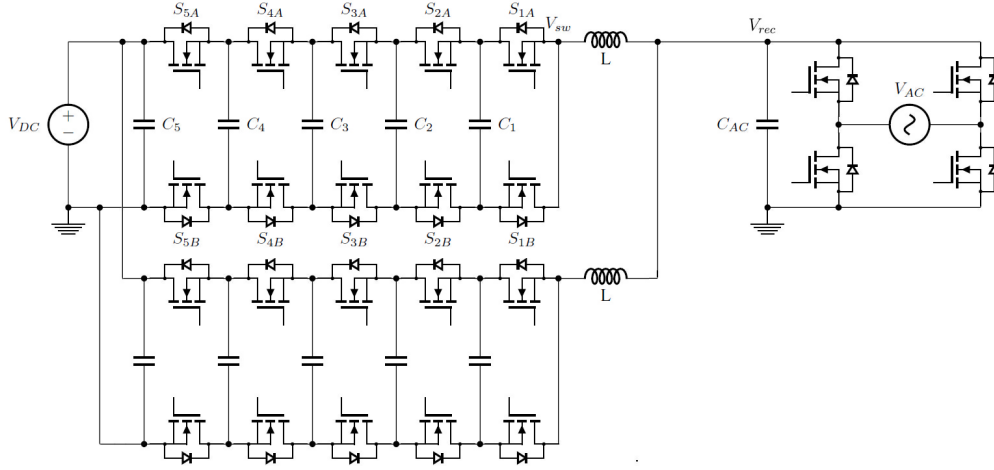 S5A S4A S3A S2A S1A Vsw Vrec
L
VDC + − C5 C4 C3 C2 C1 CAC VAC
S5B S4B S3B S2B S1B
L